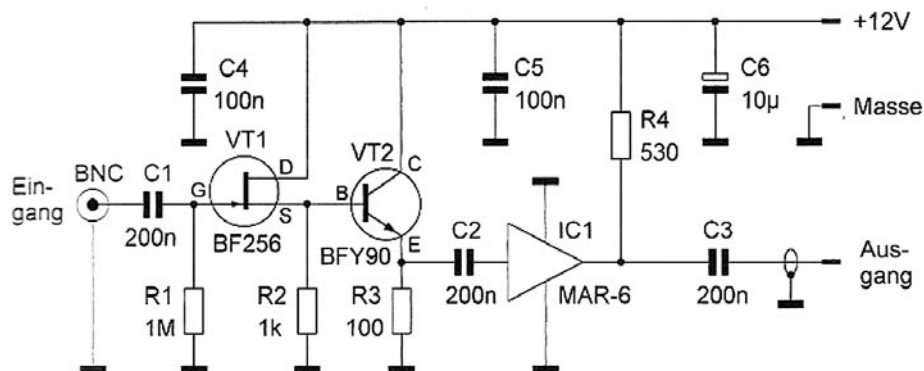 +12V
C4
100n
C5
100n
C6
10µ
Masse
VT1
D
G
S
BF256
VT2
C
B
E
BFY90
R4
530
BNC
C1
200n
Ein-
gang
C2
200n
IC1
MAR-6
C3
200n
Aus-
gang
R1
1M
R2
1k
R3
100